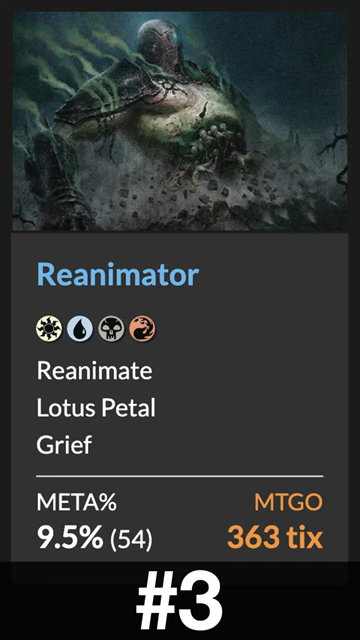 Reanimator
Reanimate
Lotus Petal
Grief
META% MTGO
9.5% (54) 363 tix
#3